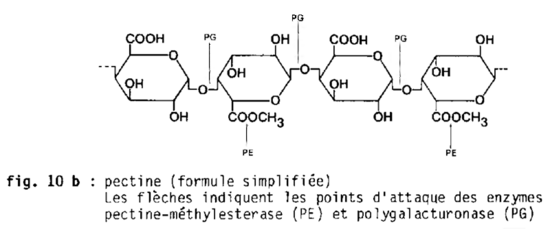 PG
PG
PG
COOH
OH
COOH
OH
O
OH
O
OH
O
O
O
OH
OH
O
OH
O
OH
COOCH3
OH
COOCH3
PE
PE
fig. 10 b : pectine (formule simplifiée)
Les flèches indiquent les points d'attaque des enzymes
pectine-méthylesterase (PE) et polygalacturonase (PG)